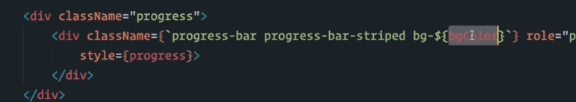 <div className="progress">
<div className={`progress-bar progress-bar-striped bg-${bgColor}`} role="p
style={progress}>
</div>
</div>